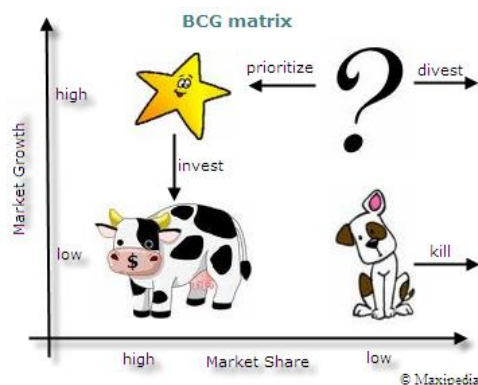 BCG matrix
prioritize
divest
high
Market Growth
invest
low
$
kill
high
Market Share
low
© Maxipedia